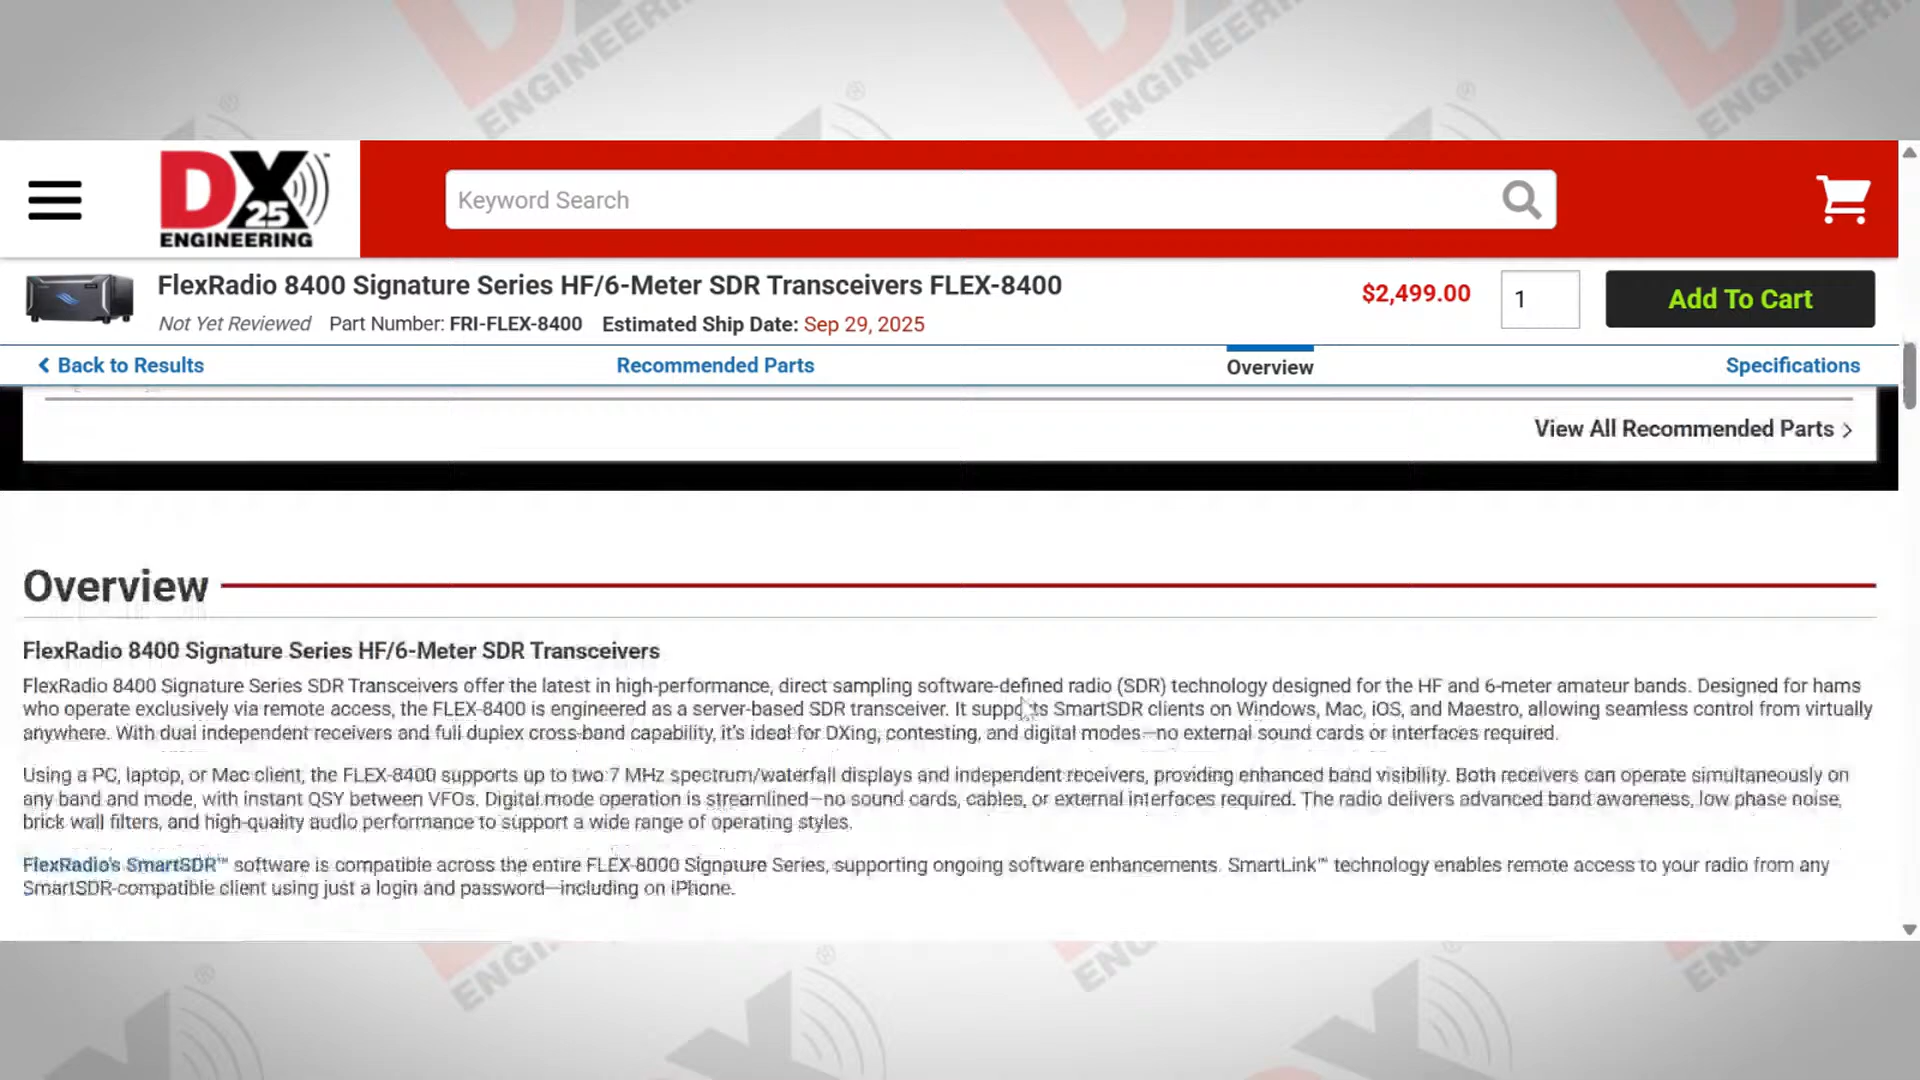 ENGINEERING
ENGINEERING
ENGINEERING
DX
25
ENGINEERING
Keyword Search
FlexRadio 8400 Signature Series HF/6-Meter SDR Transceivers FLEX-8400
$2,499.00
1
Add To Cart
Not Yet Reviewed Part Number: FRI-FLEX-8400 Estimated Ship Date: Sep 29, 2025
Back to Results
Recommended Parts
Overview
Specifications
View All Recommended Parts
Overview
FlexRadio 8400 Signature Series HF/6-Meter SDR Transceivers
FlexRadio 8400 Signature Series SDR Transceivers offer the latest in high-performance, direct sampling software-defined radio (SDR) technology designed for the HF and 6-meter amateur bands. Designed for hams
who operate exclusively via remote access, the FLEX-8400 is engineered as a server-based SDR transceiver. It supports SmartSDR clients on Windows, Mac, iOS, and Maestro, allowing seamless control from virtually
anywhere. With dual independent receivers and full duplex cross-band capability, it's ideal for DXing, contesting, and digital modes—no external sound cards or interfaces required.
Using a PC, laptop, or Mac client, the FLEX-8400 supports up to two 7 MHz spectrum/waterfall displays and independent receivers, providing enhanced band visibility. Both receivers can operate simultaneously on
any band and mode, with instant QSY between VFOs. Digital mode operation is streamlined—no sound cards, cables, or external interfaces required. The radio delivers advanced band awareness, low phase noise,
brick wall filters, and high-quality audio performance to support a wide range of operating styles.
FlexRadio's SmartSDR™ software is compatible across the entire FLEX-8000 Signature Series, supporting ongoing software enhancements. SmartLink™ technology enables remote access to your radio from any
SmartSDR-compatible client using just a login and password—including on iPhone.